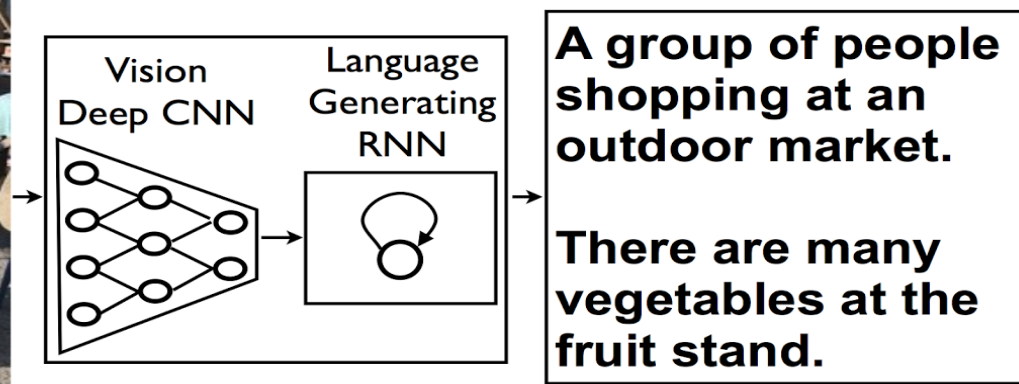 Vision
Deep CNN
Language
Generating
RNN
A group of people
shopping at an
outdoor market.
There are many
vegetables at the
fruit stand.